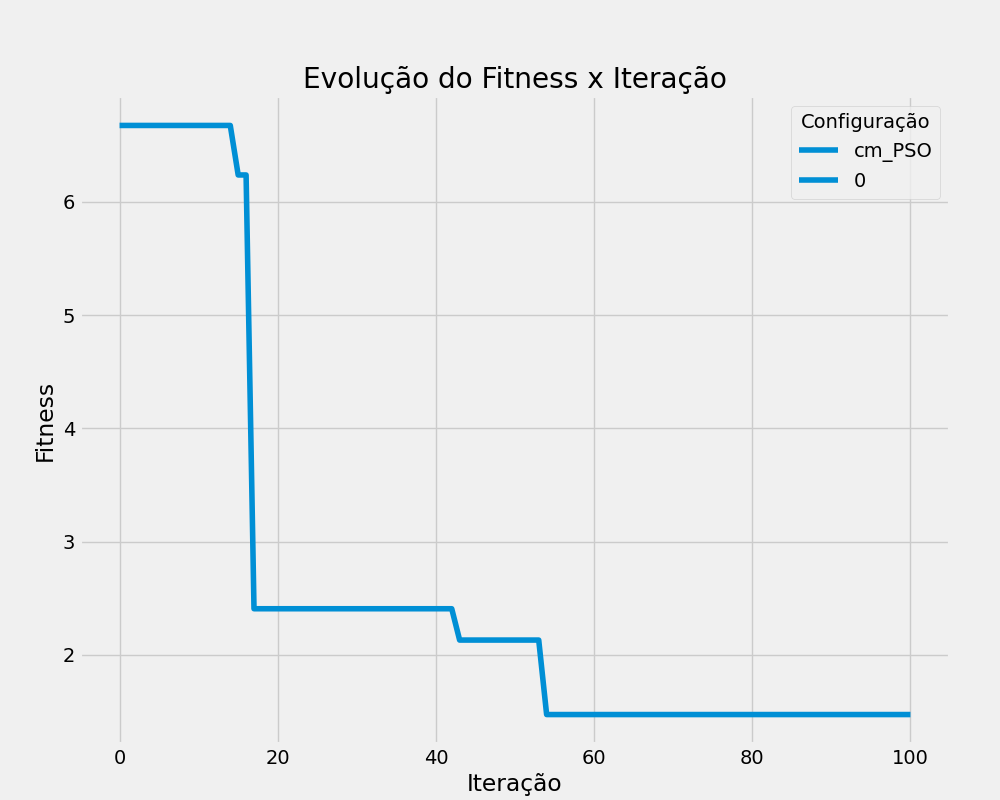 Evolução do Fitness x Iteração
Configuração
cm_PSO
0
Fitness
6
5
4
3
2
0 20 40 60 80 100
Iteração